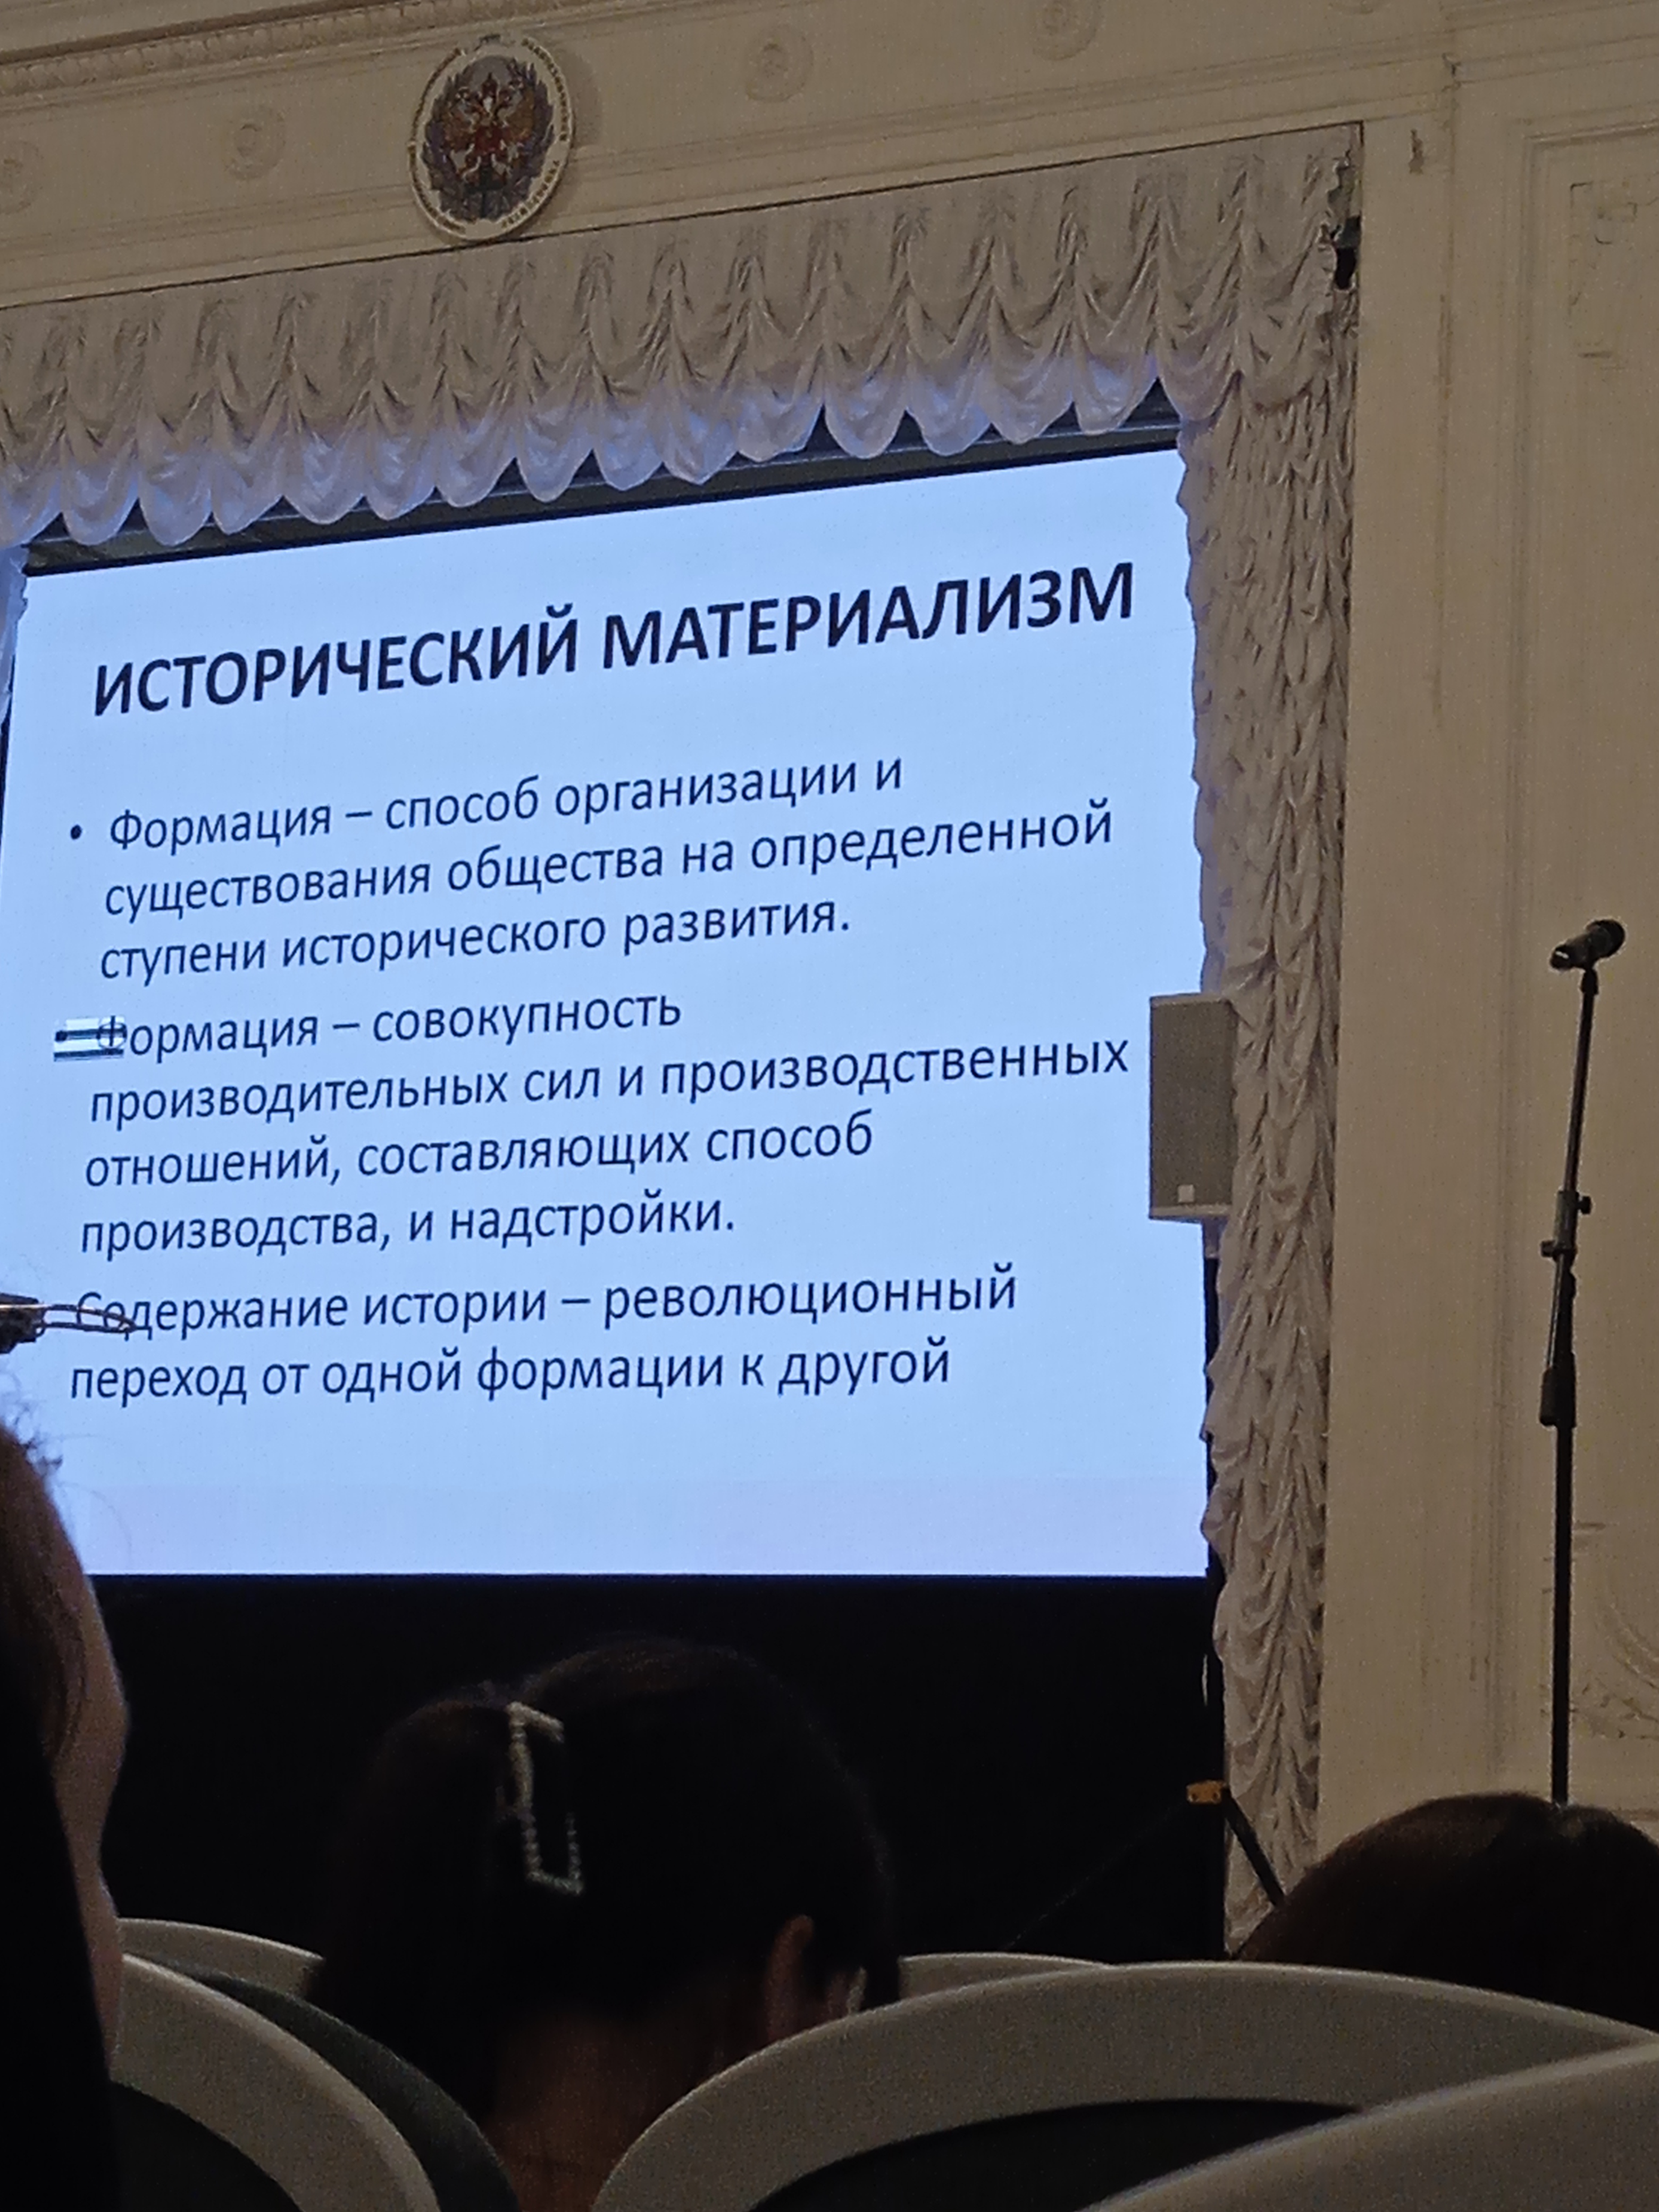 ИСТОРИЧЕСКИЙ МАТЕРИАЛИЗМ
• Формация – способ организации и
существования общества на определенной
ступени исторического развития.
Формация – совокупность
производительных сил и производственных
отношений, составляющих способ
производства, и надстройки.
Содержание истории – революционный
переход от одной формации к другой